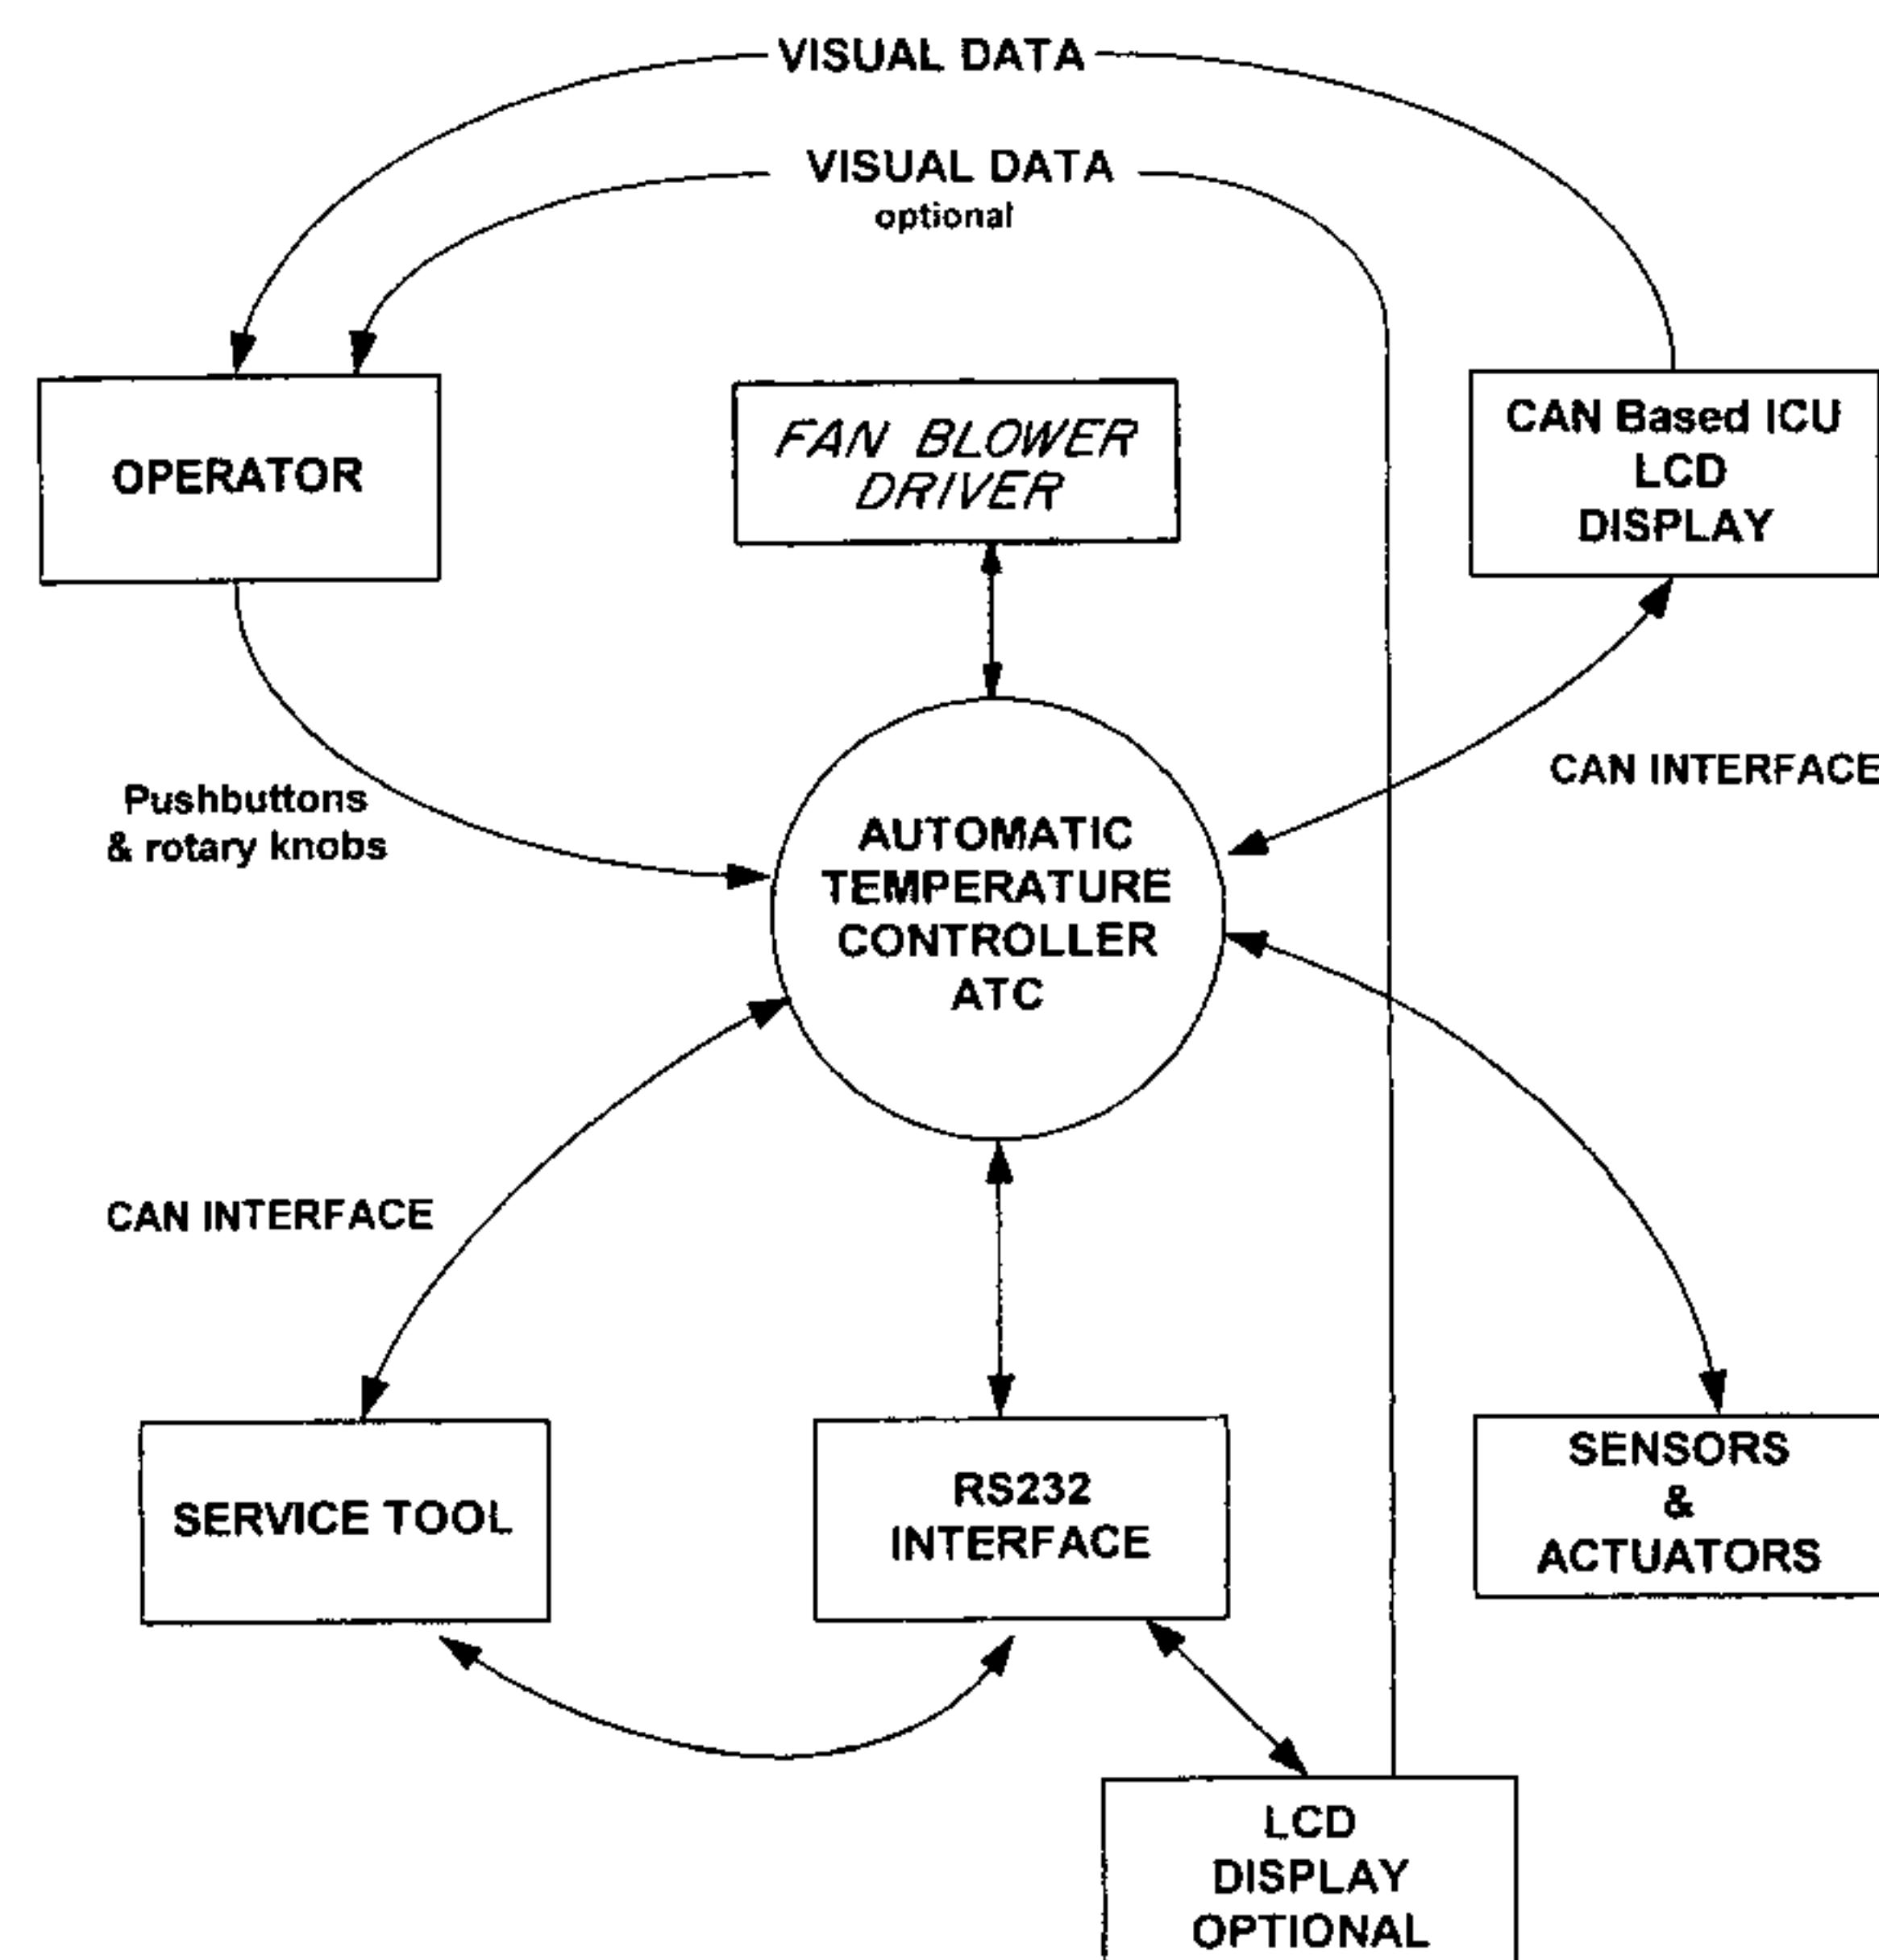 VISUAL DATA
VISUAL DATA
optional
OPERATOR
FAN BLOWER
DRIVER
CAN Based ICU
LCD
DISPLAY
Pushbuttons
& rotary knobs
CAN INTERFACE
AUTOMATIC
TEMPERATURE
CONTROLLER
ATC
CAN INTERFACE
SERVICE TOOL
RS232
INTERFACE
SENSORS
&
ACTUATORS
LCD
DISPLAY
OPTIONAL